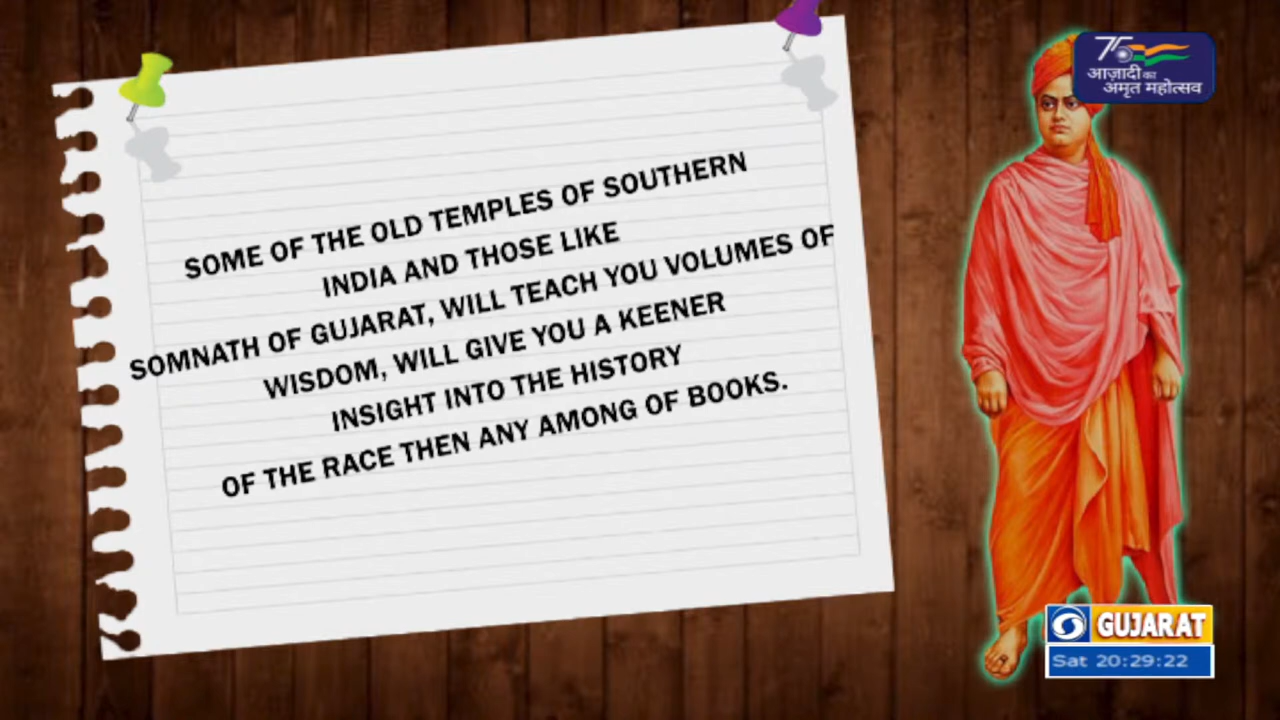 SOME OF THE OLD TEMPLES OF SOUTHERN
INDIA AND THOSE LIKE
SOMNATH OF GUJARAT, WILL TEACH YOU VOLUMES OF
WISDOM, WILL GIVE YOU A KEENER
INSIGHT INTO THE HISTORY
OF THE RACE THEN ANY AMONG OF BOOKS.
75
आज़ादी का
अमृत महोत्सव
GUJARAT
Sat 20:29:22